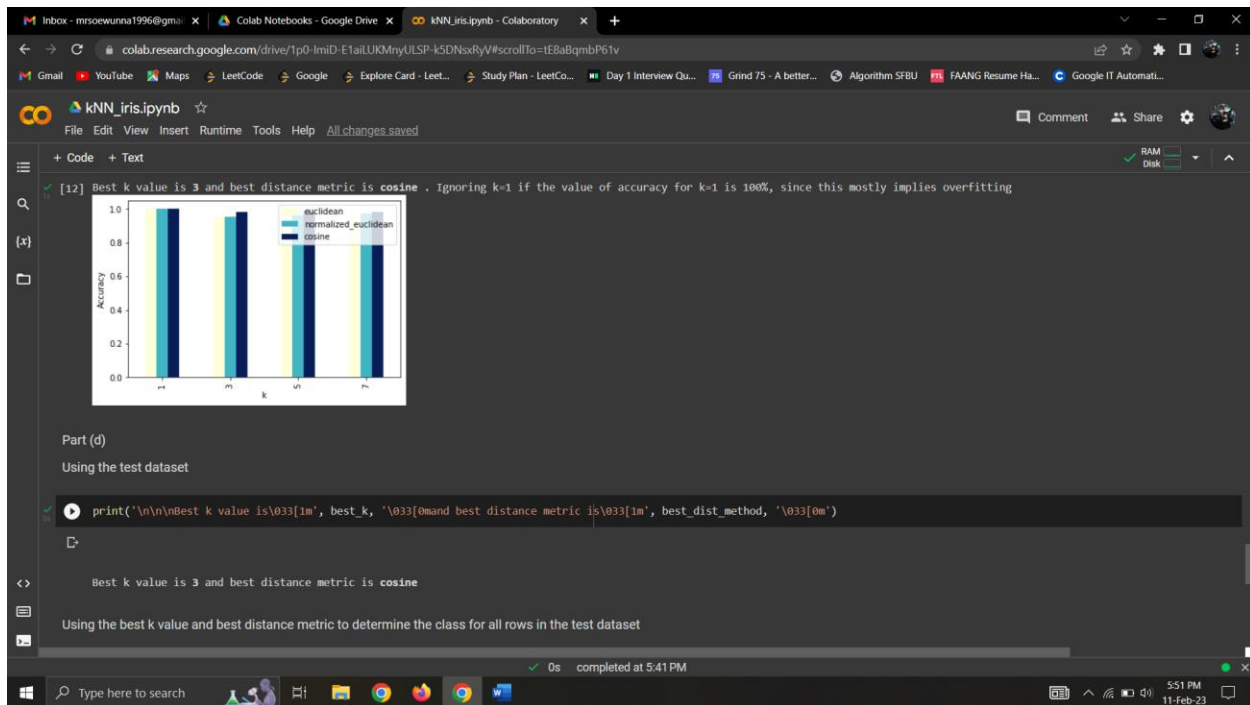 Inbox - mrsoewunna1996@gmai
Colab Notebooks - Google Drive
kNN_iris.ipynb - Colaboratory
colab.research.google.com/drive/1p0-ImiD-E1aiLUKMnyULSP-k5DNsxRyV#scrollTo=tE8aBqmbP61v
Gmail YouTube Maps LeetCode Google Explore Card - Leet... Study Plan - LeetCo... Day 1 Interview Qu... 75 Grind 75 - A better... Algorithm SFBU FAANG Resume Ha... Google IT Automati...
kNN_iris.ipynb
Comment Share
File Edit View Insert Runtime Tools Help All changes saved
+ Code + Text
RAM
Disk
[12] Best k value is 3 and best distance metric is cosine . Ignoring k=1 if the value of accuracy for k=1 is 100%, since this mostly implies overfitting
euclidean
normalized_euclidean
cosine
1.0
0.8
0.6
0.4
0.2
0.0
Accuracy
1 3 5 7
k
{x}
Part (d)
Using the test dataset
print('\n\n\nBest k value is\033[1m', best_k, '\033[0mand best distance metric is\033[1m', best_dist_method, '\033[0m')
Best k value is 3 and best distance metric is cosine
Using the best k value and best distance metric to determine the class for all rows in the test dataset
0s completed at 5:41 PM
Type here to search
5:51 PM
11-Feb-23